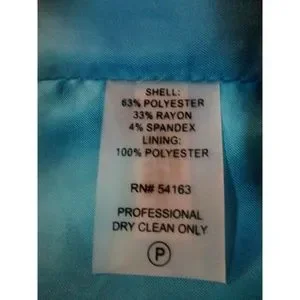 SHELL:
63% POLYESTER
33% RAYON
4% SPANDEX
LINING:
100% POLYESTER
RN# 54163
PROFESSIONAL
DRY CLEAN ONLY
P